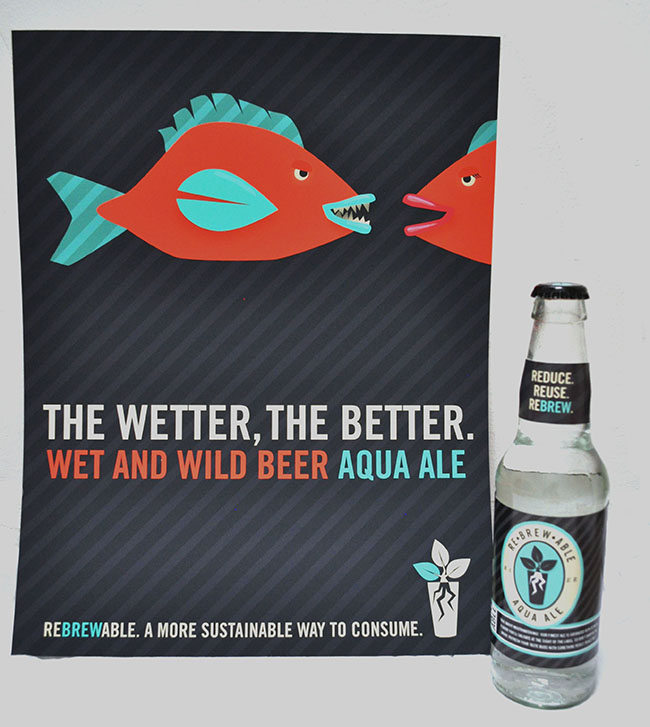 THE WETTER, THE BETTER.
WET AND WILD BEER AQUA ALE
REBREWABLE. A MORE SUSTAINABLE WAY TO CONSUME.
REDUCE.
REUSE.
REBREW.
RE•BREW•ABLE
AQUA ALE